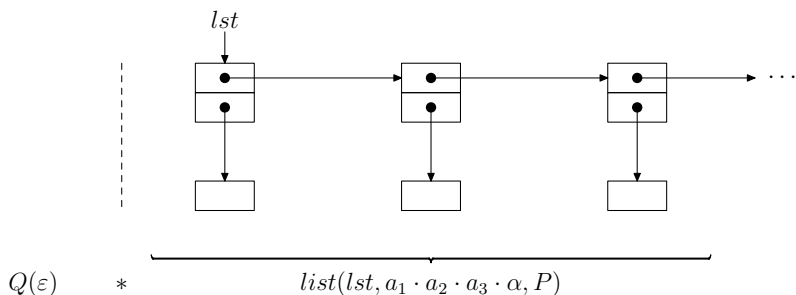 lst
...
Q(ε) * list(lst, a₁ · a₂ · a₃ · α, P)